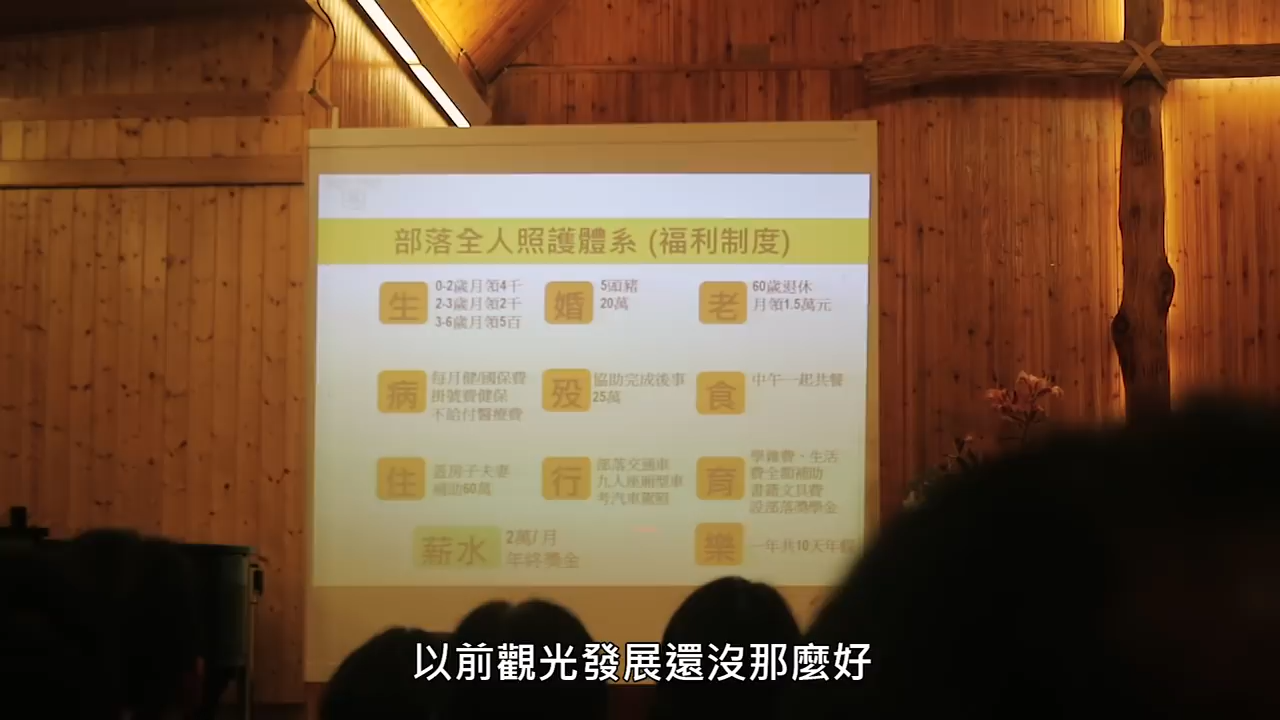 部落全人照護體系 (福利制度)
生
0-2歲月領4千
2-3歲月領2千
3-6歲月領5百
婚
5頭豬
20萬
老
60歲退休
月領1.5萬元
病
每月健/國保費
掛號費健保
不給付醫療費
歿
協助完成後事
25萬
食
中午一起共餐
住
蓋房子夫妻
補助60萬
行
部落交通車
九人座廂型車
考汽車駕照
育
學雜費、生活
費全額補助
書籍文具費
設部落獎學金
薪水
2萬/月
年終獎金
樂
一年共10天年假
以前觀光發展還沒那麼好